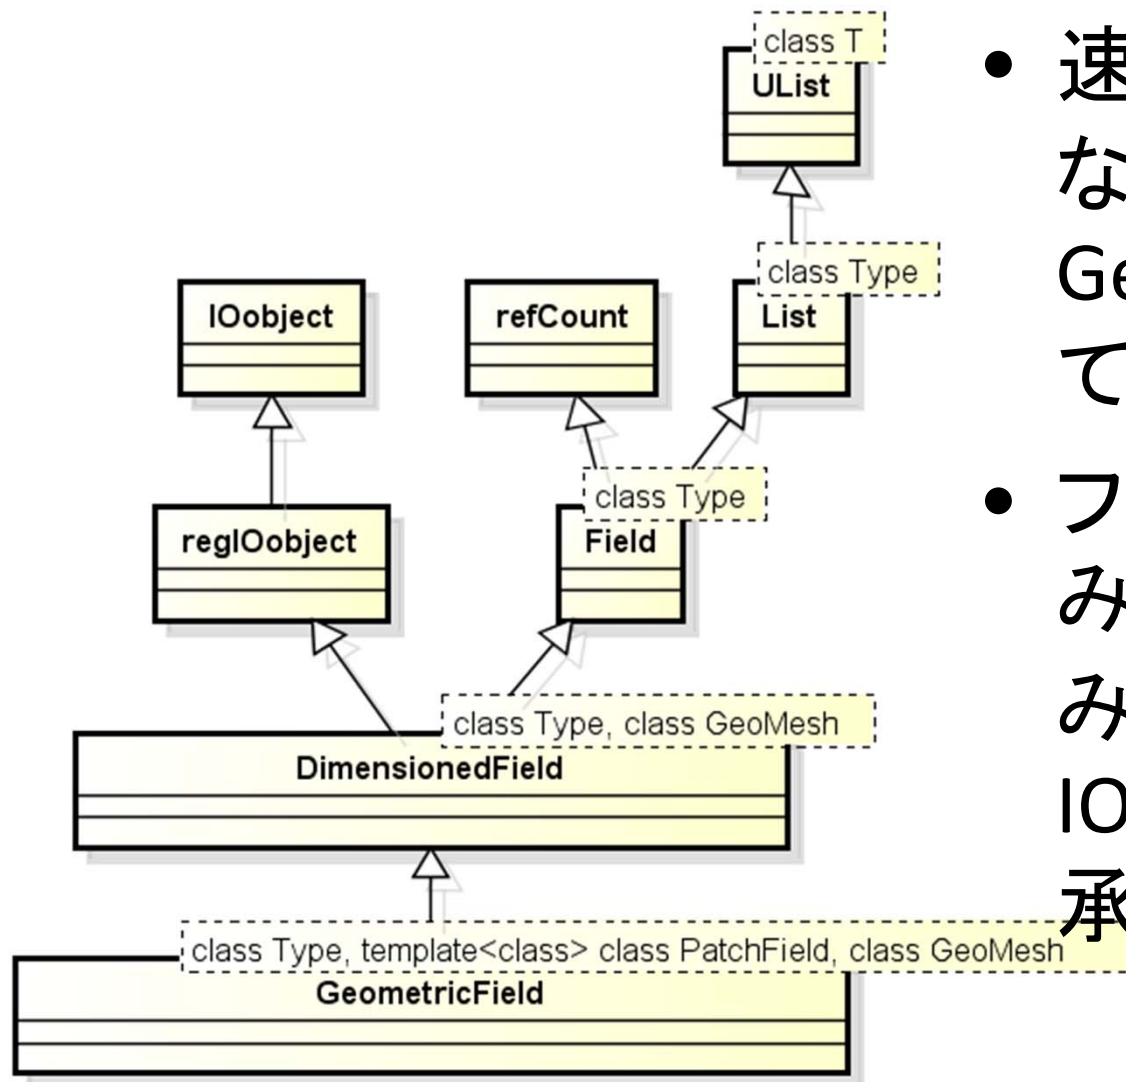 class T
UList
class Type
IOobject
refCount
List
class Type
regIOobject
Field
class Type, class GeoMesh
DimensionedField
class Type, template<class> class PatchField, class GeoMesh
GeometricField
• 速
な
Ge
て
• フ
み
み
IO
承